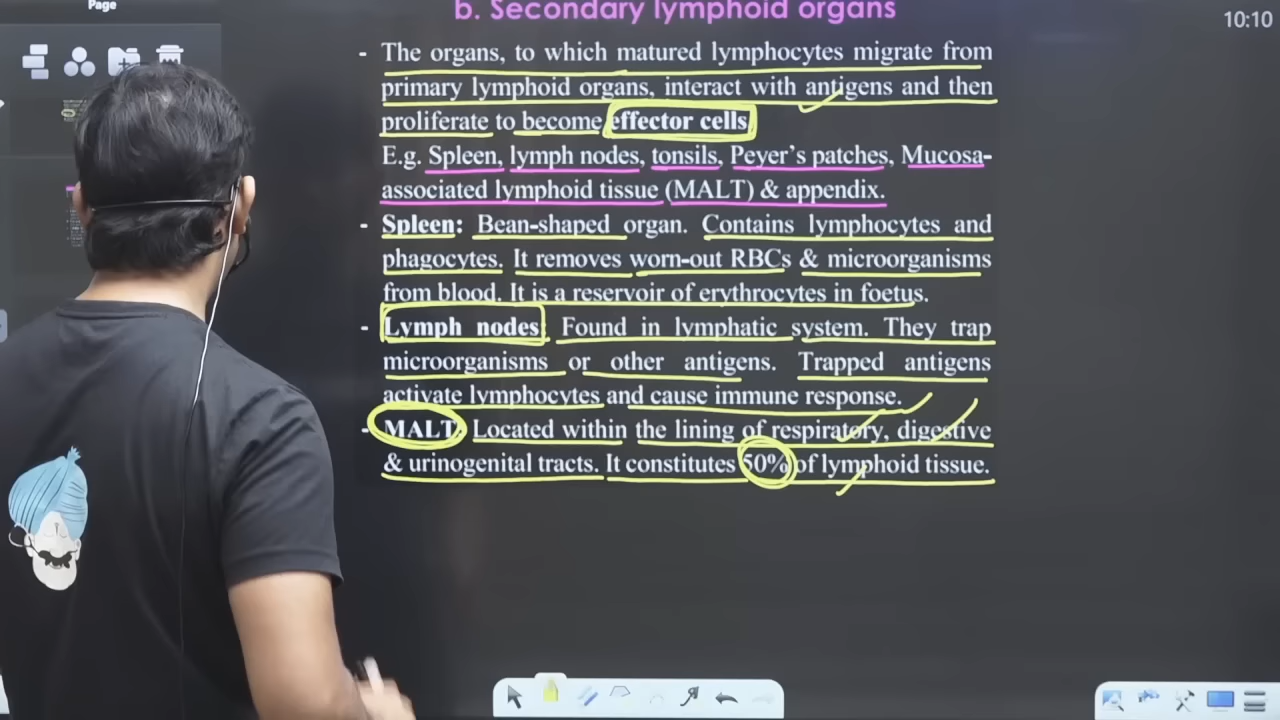 Page
b. Secondary lymphoid organs
10:10
- The organs, to which matured lymphocytes migrate from
primary lymphoid organs, interact with antigens and then
proliferate to become effector cells
E.g. Spleen, lymph nodes, tonsils, Peyer's patches, Mucosa-
associated lymphoid tissue (MALT) & appendix.
- Spleen: Bean-shaped organ. Contains lymphocytes and
phagocytes. It removes worn-out RBCs & microorganisms
from blood. It is a reservoir of erythrocytes in foetus.
- Lymph nodes: Found in lymphatic system. They trap
microorganisms or other antigens. Trapped antigens
activate lymphocytes and cause immune response.
- MALT: Located within the lining of respiratory, digestive
& urinogenital tracts. It constitutes 50% of lymphoid tissue.